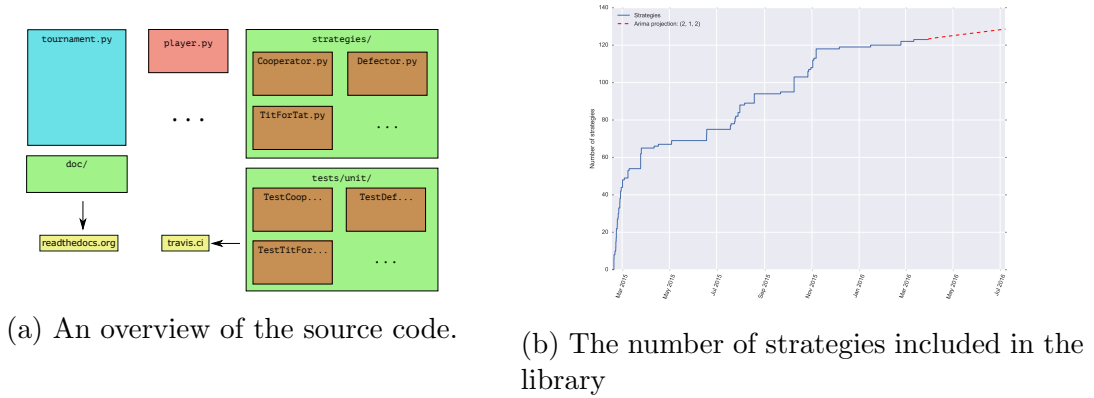 tournament.py
player.py
strategies/
Cooperator.py
Defector.py
TitForTat.py
...
...
doc/
tests/unit/
TestCoop...
TestDef...
readthedocs.org
travis.ci
TestTitFor...
...
(a) An overview of the source code.
140
120
100
80
60
40
20
0
Number of strategies
Strategies
Arima projection: (2, 1, 2)
Mar 2015
May 2015
Jul 2015
Sep 2015
Nov 2015
Jan 2016
Mar 2016
May 2016
Jul 2016
(b) The number of strategies included in the
library